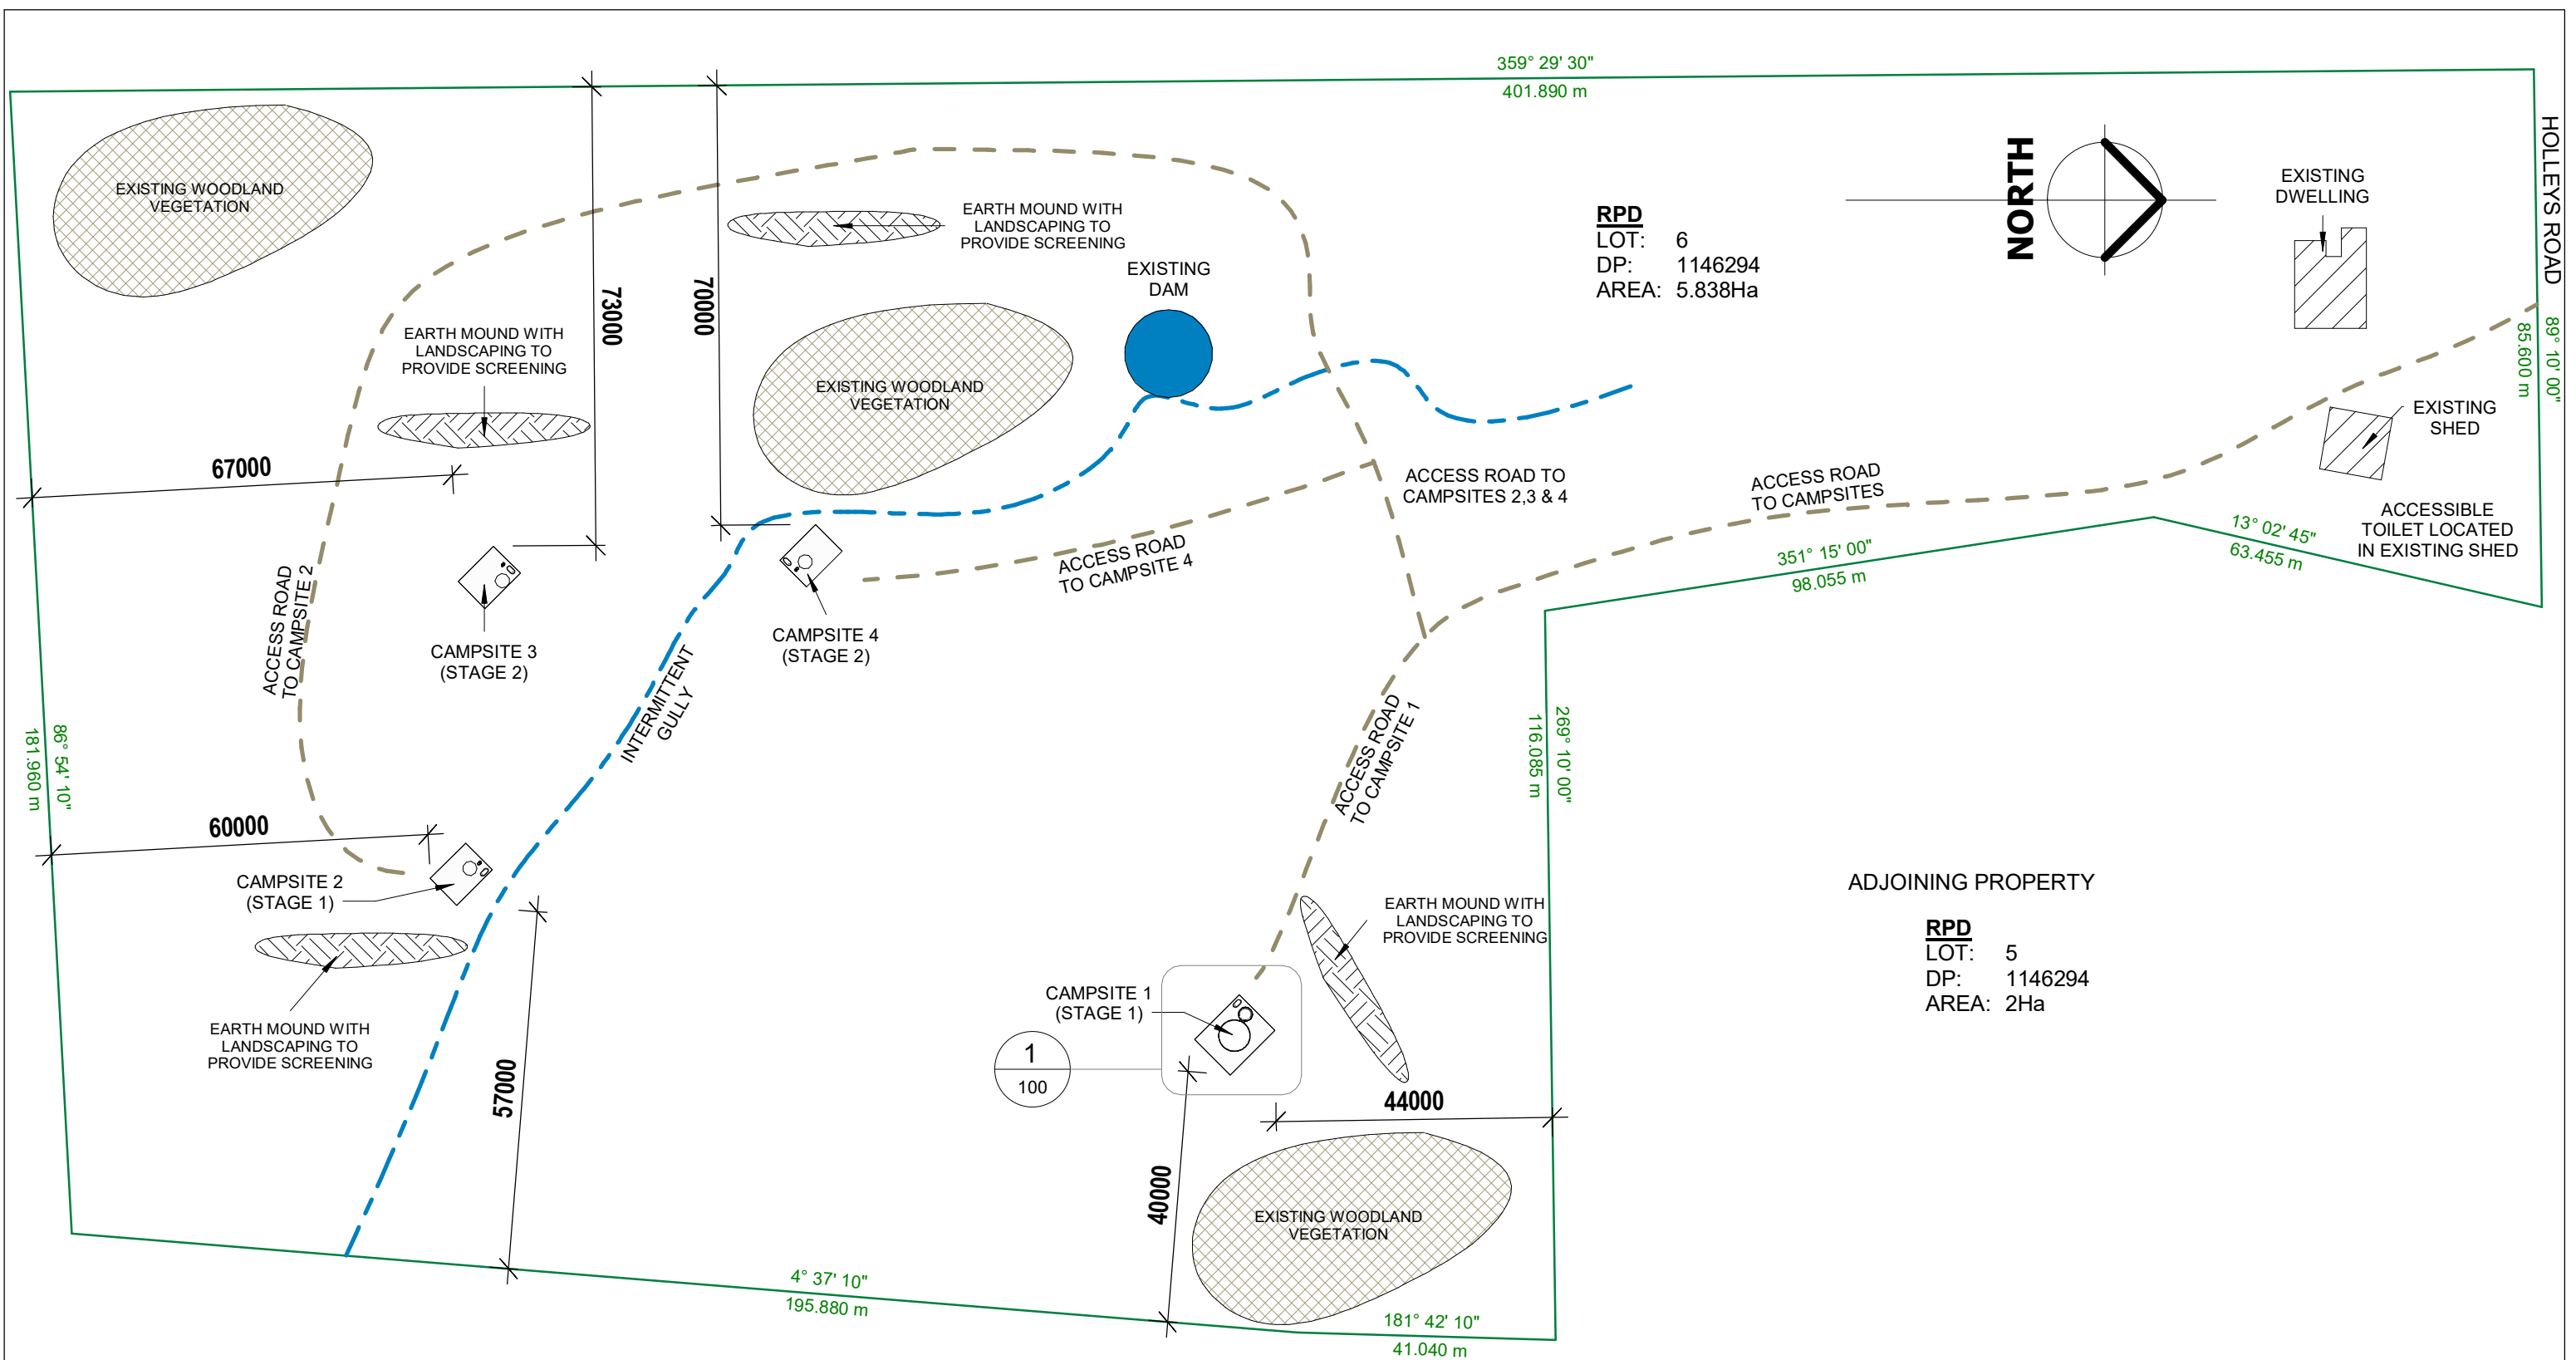 359° 29' 30"
401.890 m
HOLLEYS ROAD
89° 10' 00"
85.600 m
NORTH
EXISTING
DWELLING
RPD
LOT: 6
DP: 1146294
AREA: 5.838Ha
EXISTING WOODLAND
VEGETATION
EARTH MOUND WITH
LANDSCAPING TO
PROVIDE SCREENING
EXISTING
DAM
73000
70000
EARTH MOUND WITH
LANDSCAPING TO
PROVIDE SCREENING
EXISTING WOODLAND
VEGETATION
67000
EXISTING
SHED
ACCESSIBLE
TOILET LOCATED
IN EXISTING SHED
ACCESS ROAD TO
CAMPSITES 2,3 & 4
ACCESS ROAD
TO CAMPSITES
13° 02' 45"
63.455 m
351° 15' 00"
98.055 m
ACCESS ROAD
TO CAMPSITE 4
ACCESS ROAD
TO CAMPSITE 2
CAMPSITE 3
(STAGE 2)
CAMPSITE 4
(STAGE 2)
INTERMITTENT
GULLY
ACCESS ROAD
TO CAMPSITE 1
269° 10' 00"
116.085 m
86° 54' 10"
181.960 m
60000
CAMPSITE 2
(STAGE 1)
EARTH MOUND WITH
LANDSCAPING TO
PROVIDE SCREENING
ADJOINING PROPERTY
RPD
LOT: 5
DP: 1146294
AREA: 2Ha
EARTH MOUND WITH
LANDSCAPING TO
PROVIDE SCREENING
CAMPSITE 1
(STAGE 1)
1
100
57000
44000
40000
EXISTING WOODLAND
VEGETATION
4° 37' 10"
195.880 m
181° 42' 10"
41.040 m